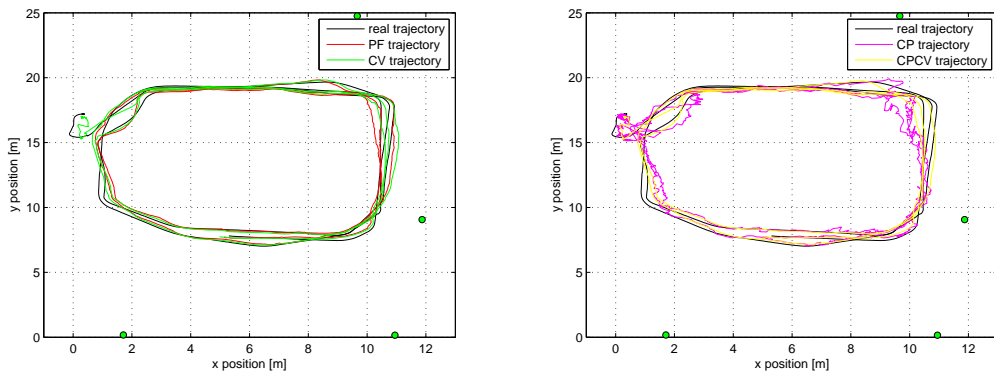 25
20
15
10
5
0
y position [m]
0
2
4
6
8
10
12
x position [m]
real trajectory
PF trajectory
CV trajectory
25
20
15
10
5
0
y position [m]
0
2
4
6
8
10
12
x position [m]
real trajectory
CP trajectory
CPCV trajectory